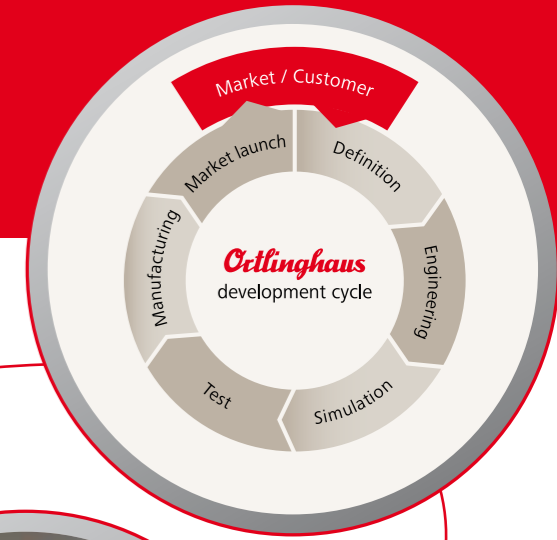 Market / Customer
Market launch
Definition
Manufacturing
Engineering
Ortlinghaus
development cycle
Test
Simulation